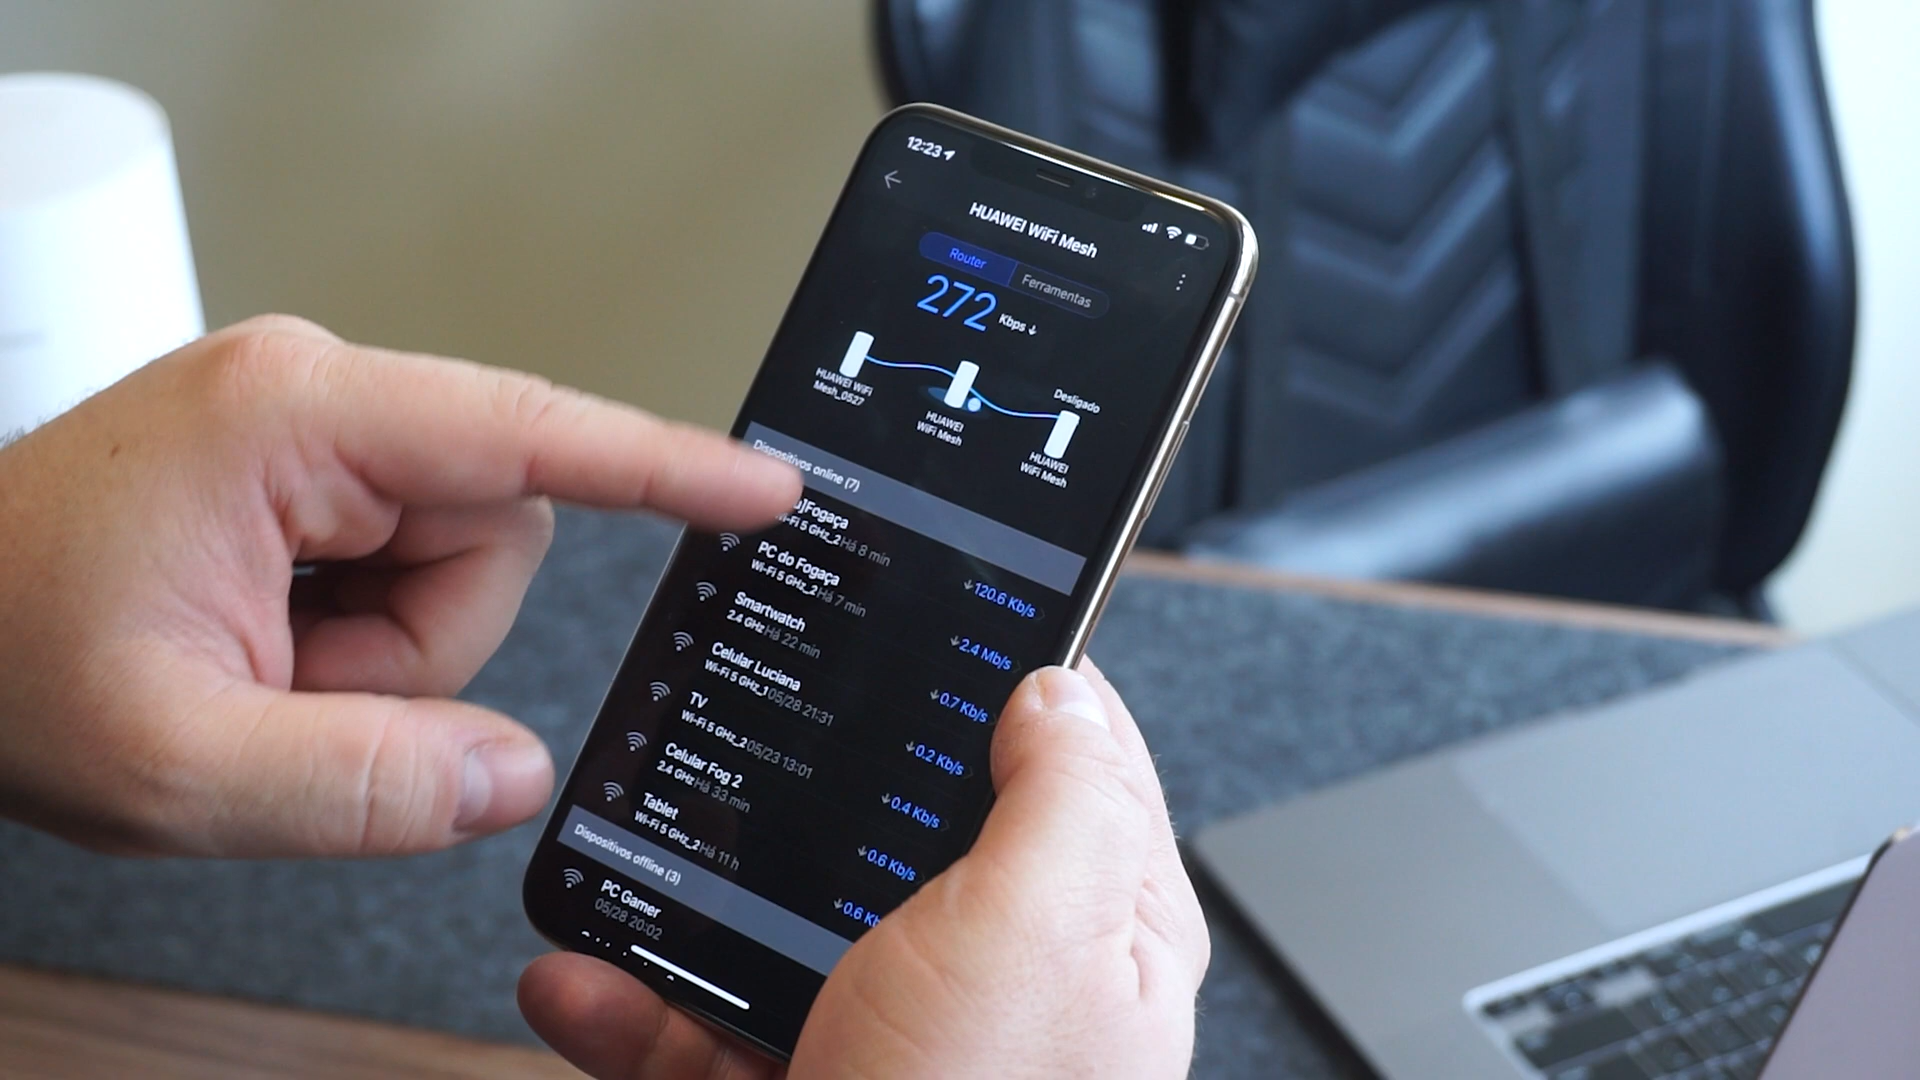 12:23
HUAWEI WiFi Mesh
Router
Ferramentas
272 Kbps ↓
HUAWEI WiFi
Mesh_0527
HUAWEI
WiFi Mesh
Desligado
HUAWEI
WiFi Mesh
Dispositivos online (7)
u]Fogaça
Wi-Fi 5 GHz_2 Há 8 min
↓120.6 Kb/s
PC do Fogaça
Wi-Fi 5 GHz_2 Há 7 min
↓2.4 Mb/s
Smartwatch
2.4 GHz Há 22 min
↓0.7 Kb/s
Celular Luciana
Wi-Fi 5 GHz_1 05/28 21:31
↓0.2 Kb/s
TV
Wi-Fi 5 GHz_2 05/23 13:01
↓0.4 Kb/s
Celular Fog 2
2.4 GHz Há 33 min
↓0.6 Kb/s
Tablet
Wi-Fi 5 GHz_2 Há 11 h
↓0.6 Kb
Dispositivos offline (3)
PC Gamer
05/28 20:02